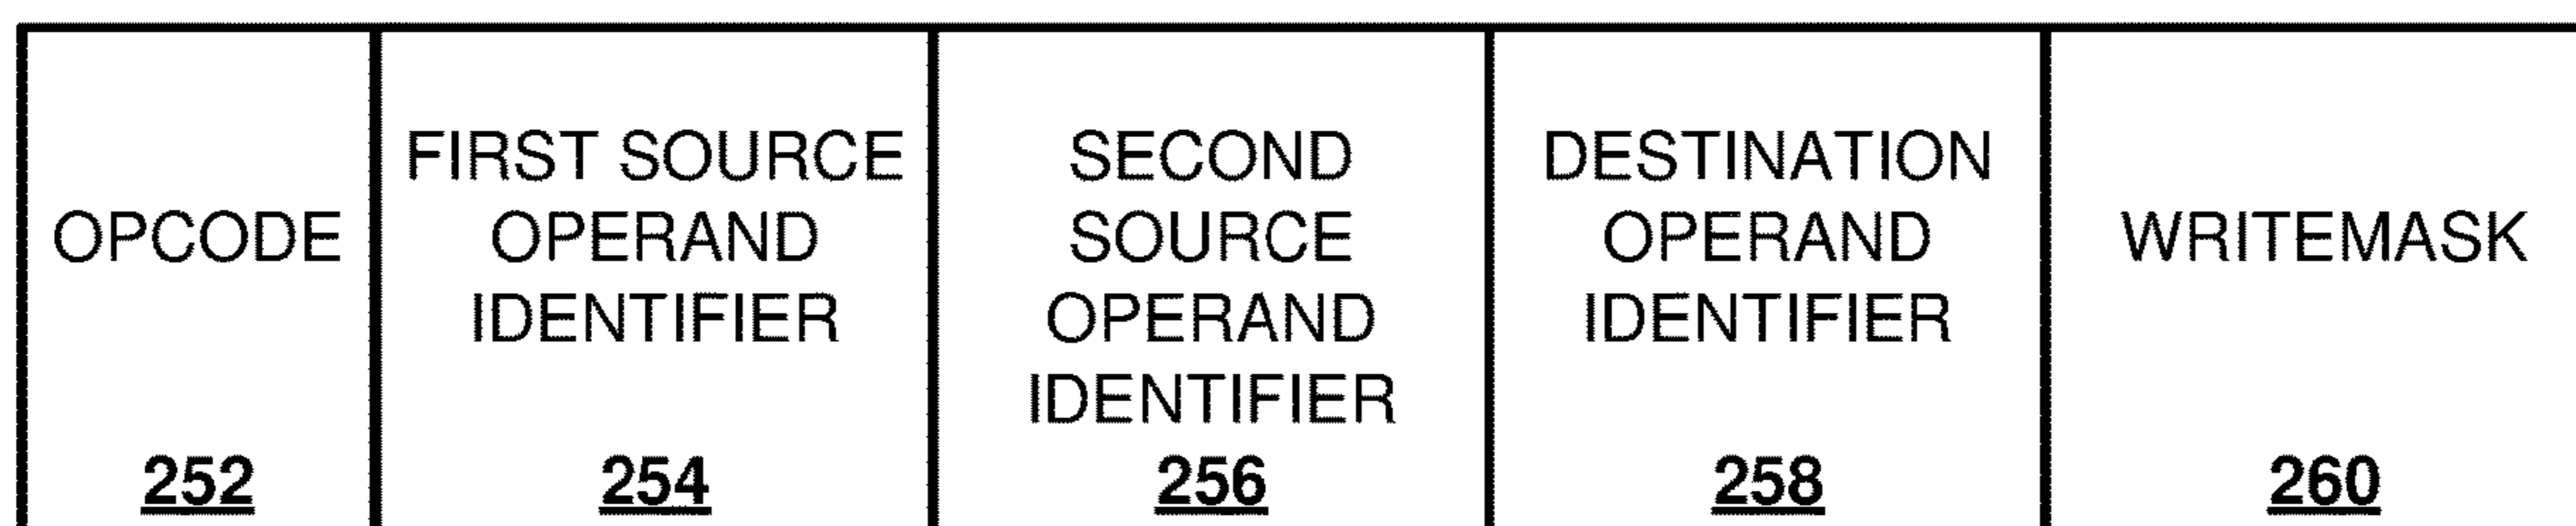 OPCODE
252
FIRST SOURCE
OPERAND
IDENTIFIER
254
SECOND
SOURCE
OPERAND
IDENTIFIER
256
DESTINATION
OPERAND
IDENTIFIER
258
WRITEMASK
260